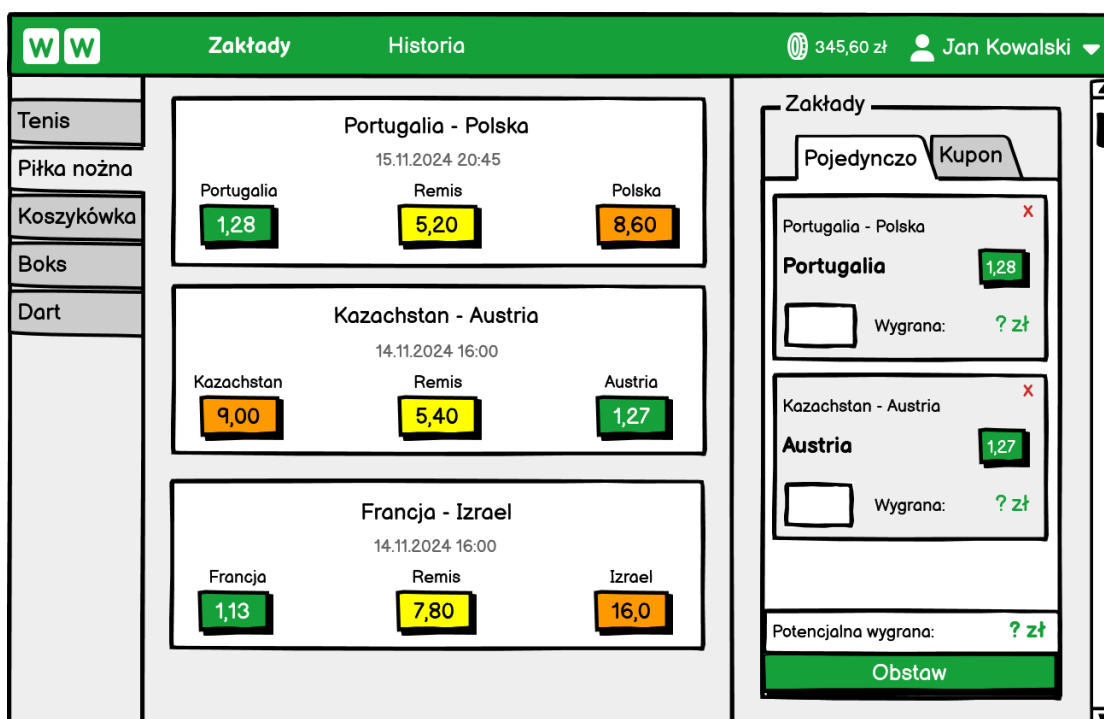 W W
Zakłady
Historia
345,60 zł
Jan Kowalski
Tenis
Piłka nożna
Koszykówka
Boks
Dart
Portugalia - Polska
15.11.2024 20:45
Portugalia Remis Polska
1,28 5,20 8,60
Kazachstan - Austria
14.11.2024 16:00
Kazachstan Remis Austria
9,00 5,40 1,27
Francja - Izrael
14.11.2024 16:00
Francja Remis Izrael
1,13 7,80 16,0
Zakłady
Pojedynczo Kupon
X
Portugalia - Polska
Portugalia 1,28
Wygrana: ? zł
X
Kazachstan - Austria
Austria 1,27
Wygrana: ? zł
Potencjalna wygrana: ? zł
Obstaw